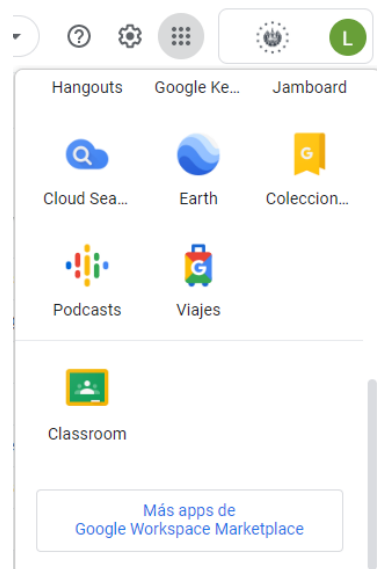 L
Hangouts Google Ke... Jamboard
G
Cloud Sea... Earth Coleccion...
G
Podcasts Viajes
Classroom
Más apps de
Google Workspace Marketplace